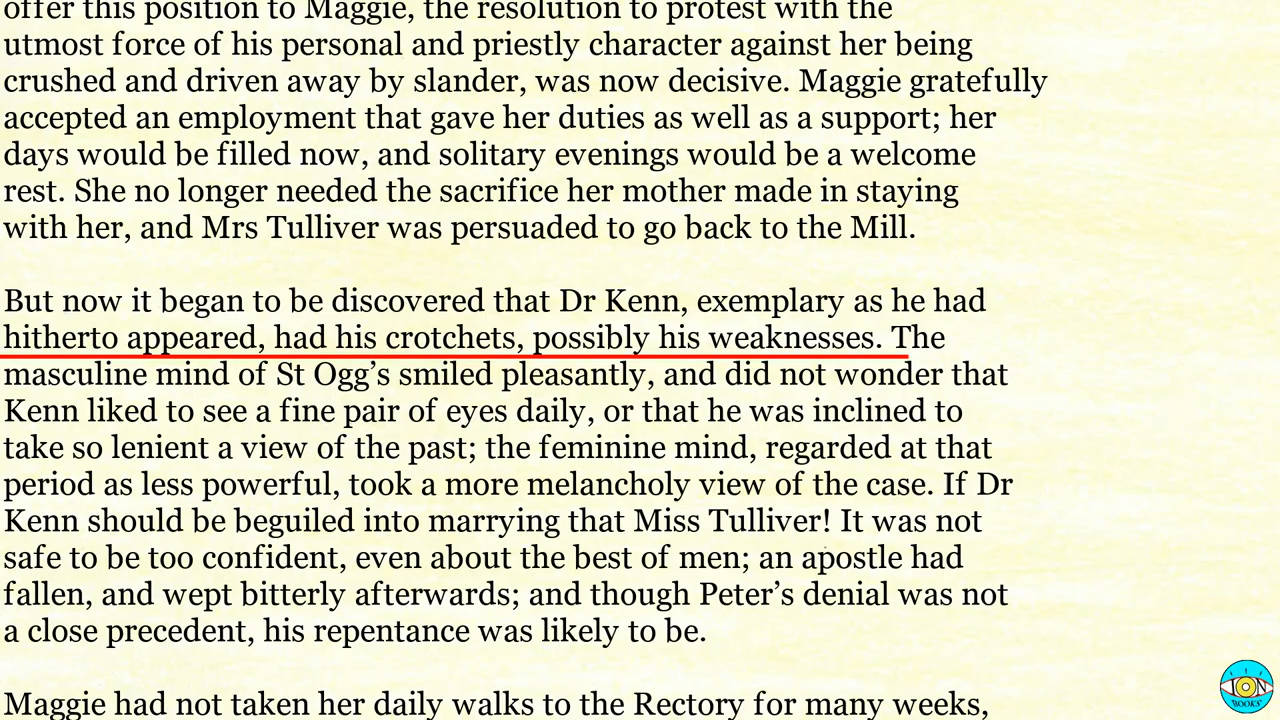 offer this position to Maggie, the resolution to protest with the
utmost force of his personal and priestly character against her being
crushed and driven away by slander, was now decisive. Maggie gratefully
accepted an employment that gave her duties as well as a support; her
days would be filled now, and solitary evenings would be a welcome
rest. She no longer needed the sacrifice her mother made in staying
with her, and Mrs Tulliver was persuaded to go back to the Mill.
But now it began to be discovered that Dr Kenn, exemplary as he had
hitherto appeared, had his crotchets, possibly his weaknesses. The
masculine mind of St Ogg’s smiled pleasantly, and did not wonder that
Kenn liked to see a fine pair of eyes daily, or that he was inclined to
take so lenient a view of the past; the feminine mind, regarded at that
period as less powerful, took a more melancholy view of the case. If Dr
Kenn should be beguiled into marrying that Miss Tulliver! It was not
safe to be too confident, even about the best of men; an apostle had
fallen, and wept bitterly afterwards; and though Peter’s denial was not
a close precedent, his repentance was likely to be.
Maggie had not taken her daily walks to the Rectory for many weeks,
ION
BOOKS